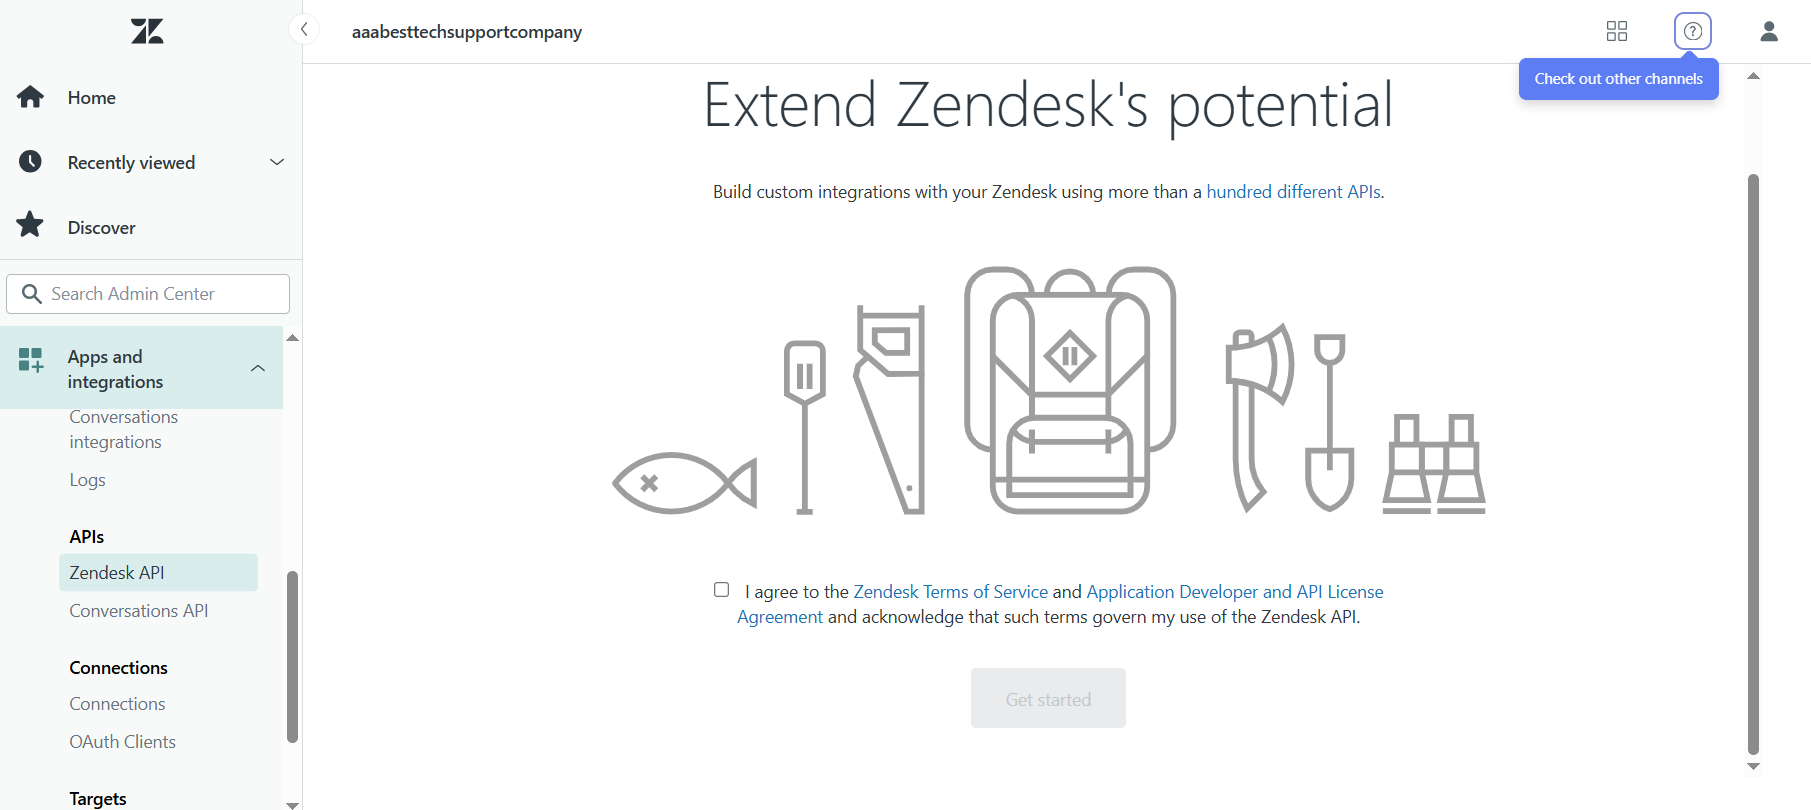 aaabesttechsupportcompany
Check out other channels
Home
Recently viewed
Discover
Search Admin Center
Apps and
integrations
Conversations
integrations
Logs
APIs
Zendesk API
Conversations API
Connections
Connections
OAuth Clients
Targets
Extend Zendesk's potential
Build custom integrations with your Zendesk using more than a hundred different APIs.
I agree to the Zendesk Terms of Service and Application Developer and API License
Agreement and acknowledge that such terms govern my use of the Zendesk API.
Get started